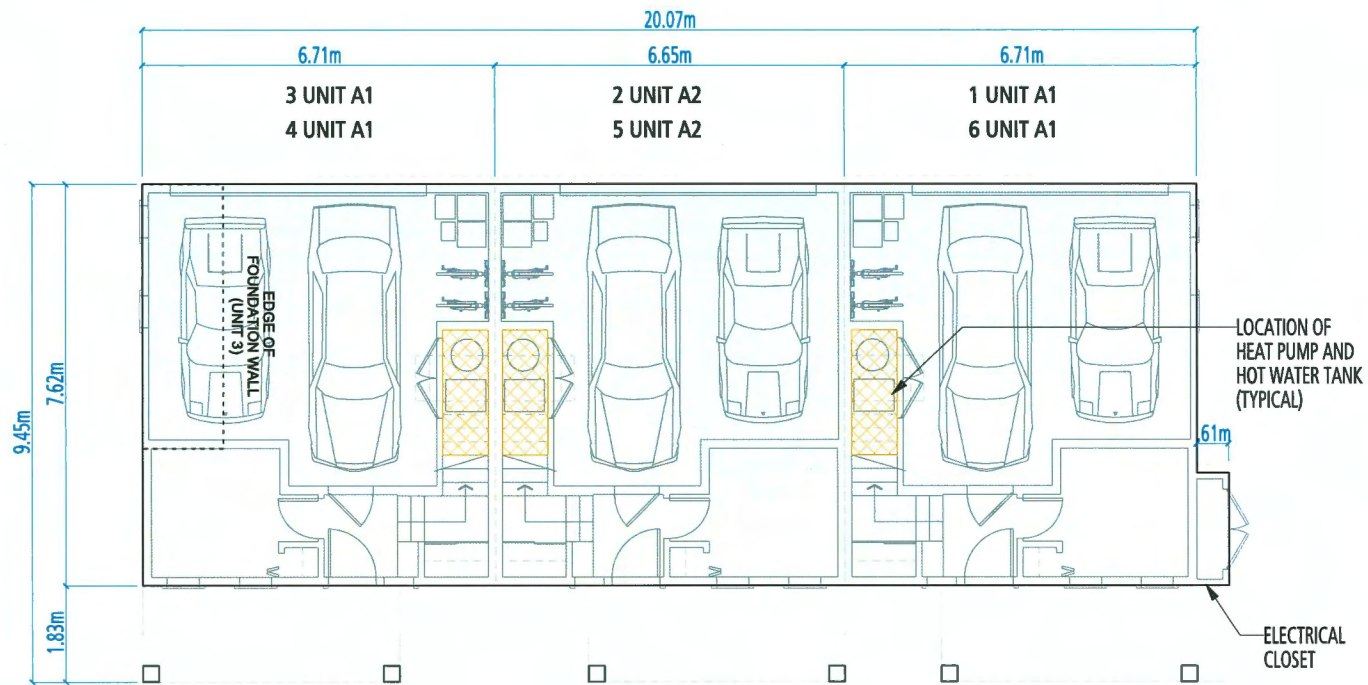 20.07m
6.71m
6.65m
6.71m
3 UNIT A1
4 UNIT A1
2 UNIT A2
5 UNIT A2
1 UNIT A1
6 UNIT A1
EDGE OF
FOUNDATION WALL
(UNIT 3)
9.45m
7.62m
1.83m
LOCATION OF
HEAT PUMP AND
HOT WATER TANK
(TYPICAL)
.61m
ELECTRICAL
CLOSET